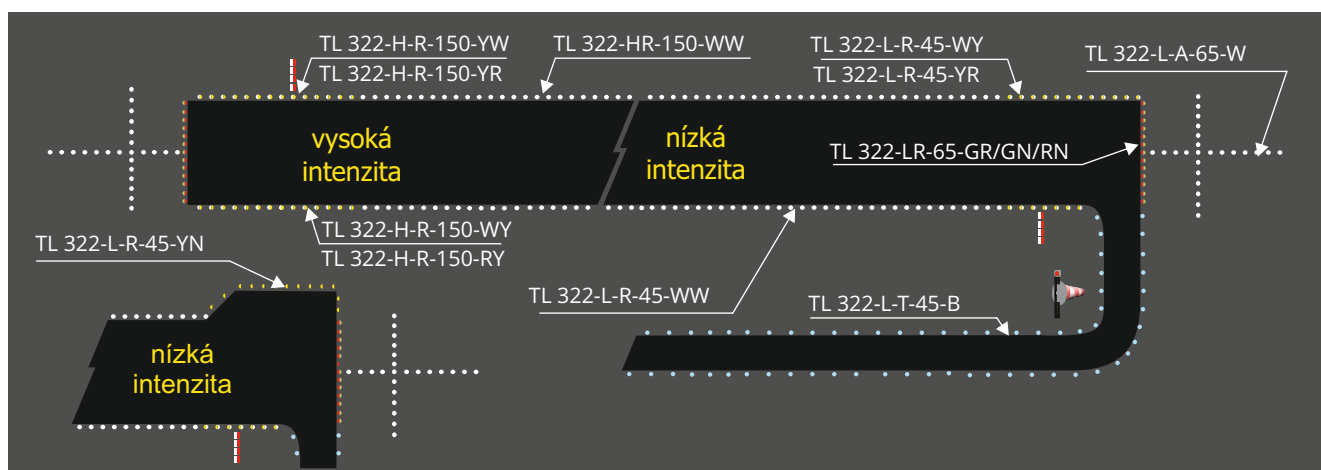 TL 322-H-R-150-YW
TL 322-H-R-150-YR
TL 322-HR-150-WW
TL 322-L-R-45-WY
TL 322-L-R-45-YR
TL 322-L-A-65-W
vysoká
intenzita
nízká
intenzita
TL 322-LR-65-GR/GN/RN
TL 322-H-R-150-WY
TL 322-H-R-150-RY
TL 322-L-R-45-YN
TL 322-L-R-45-WW
TL 322-L-T-45-B
nízká
intenzita